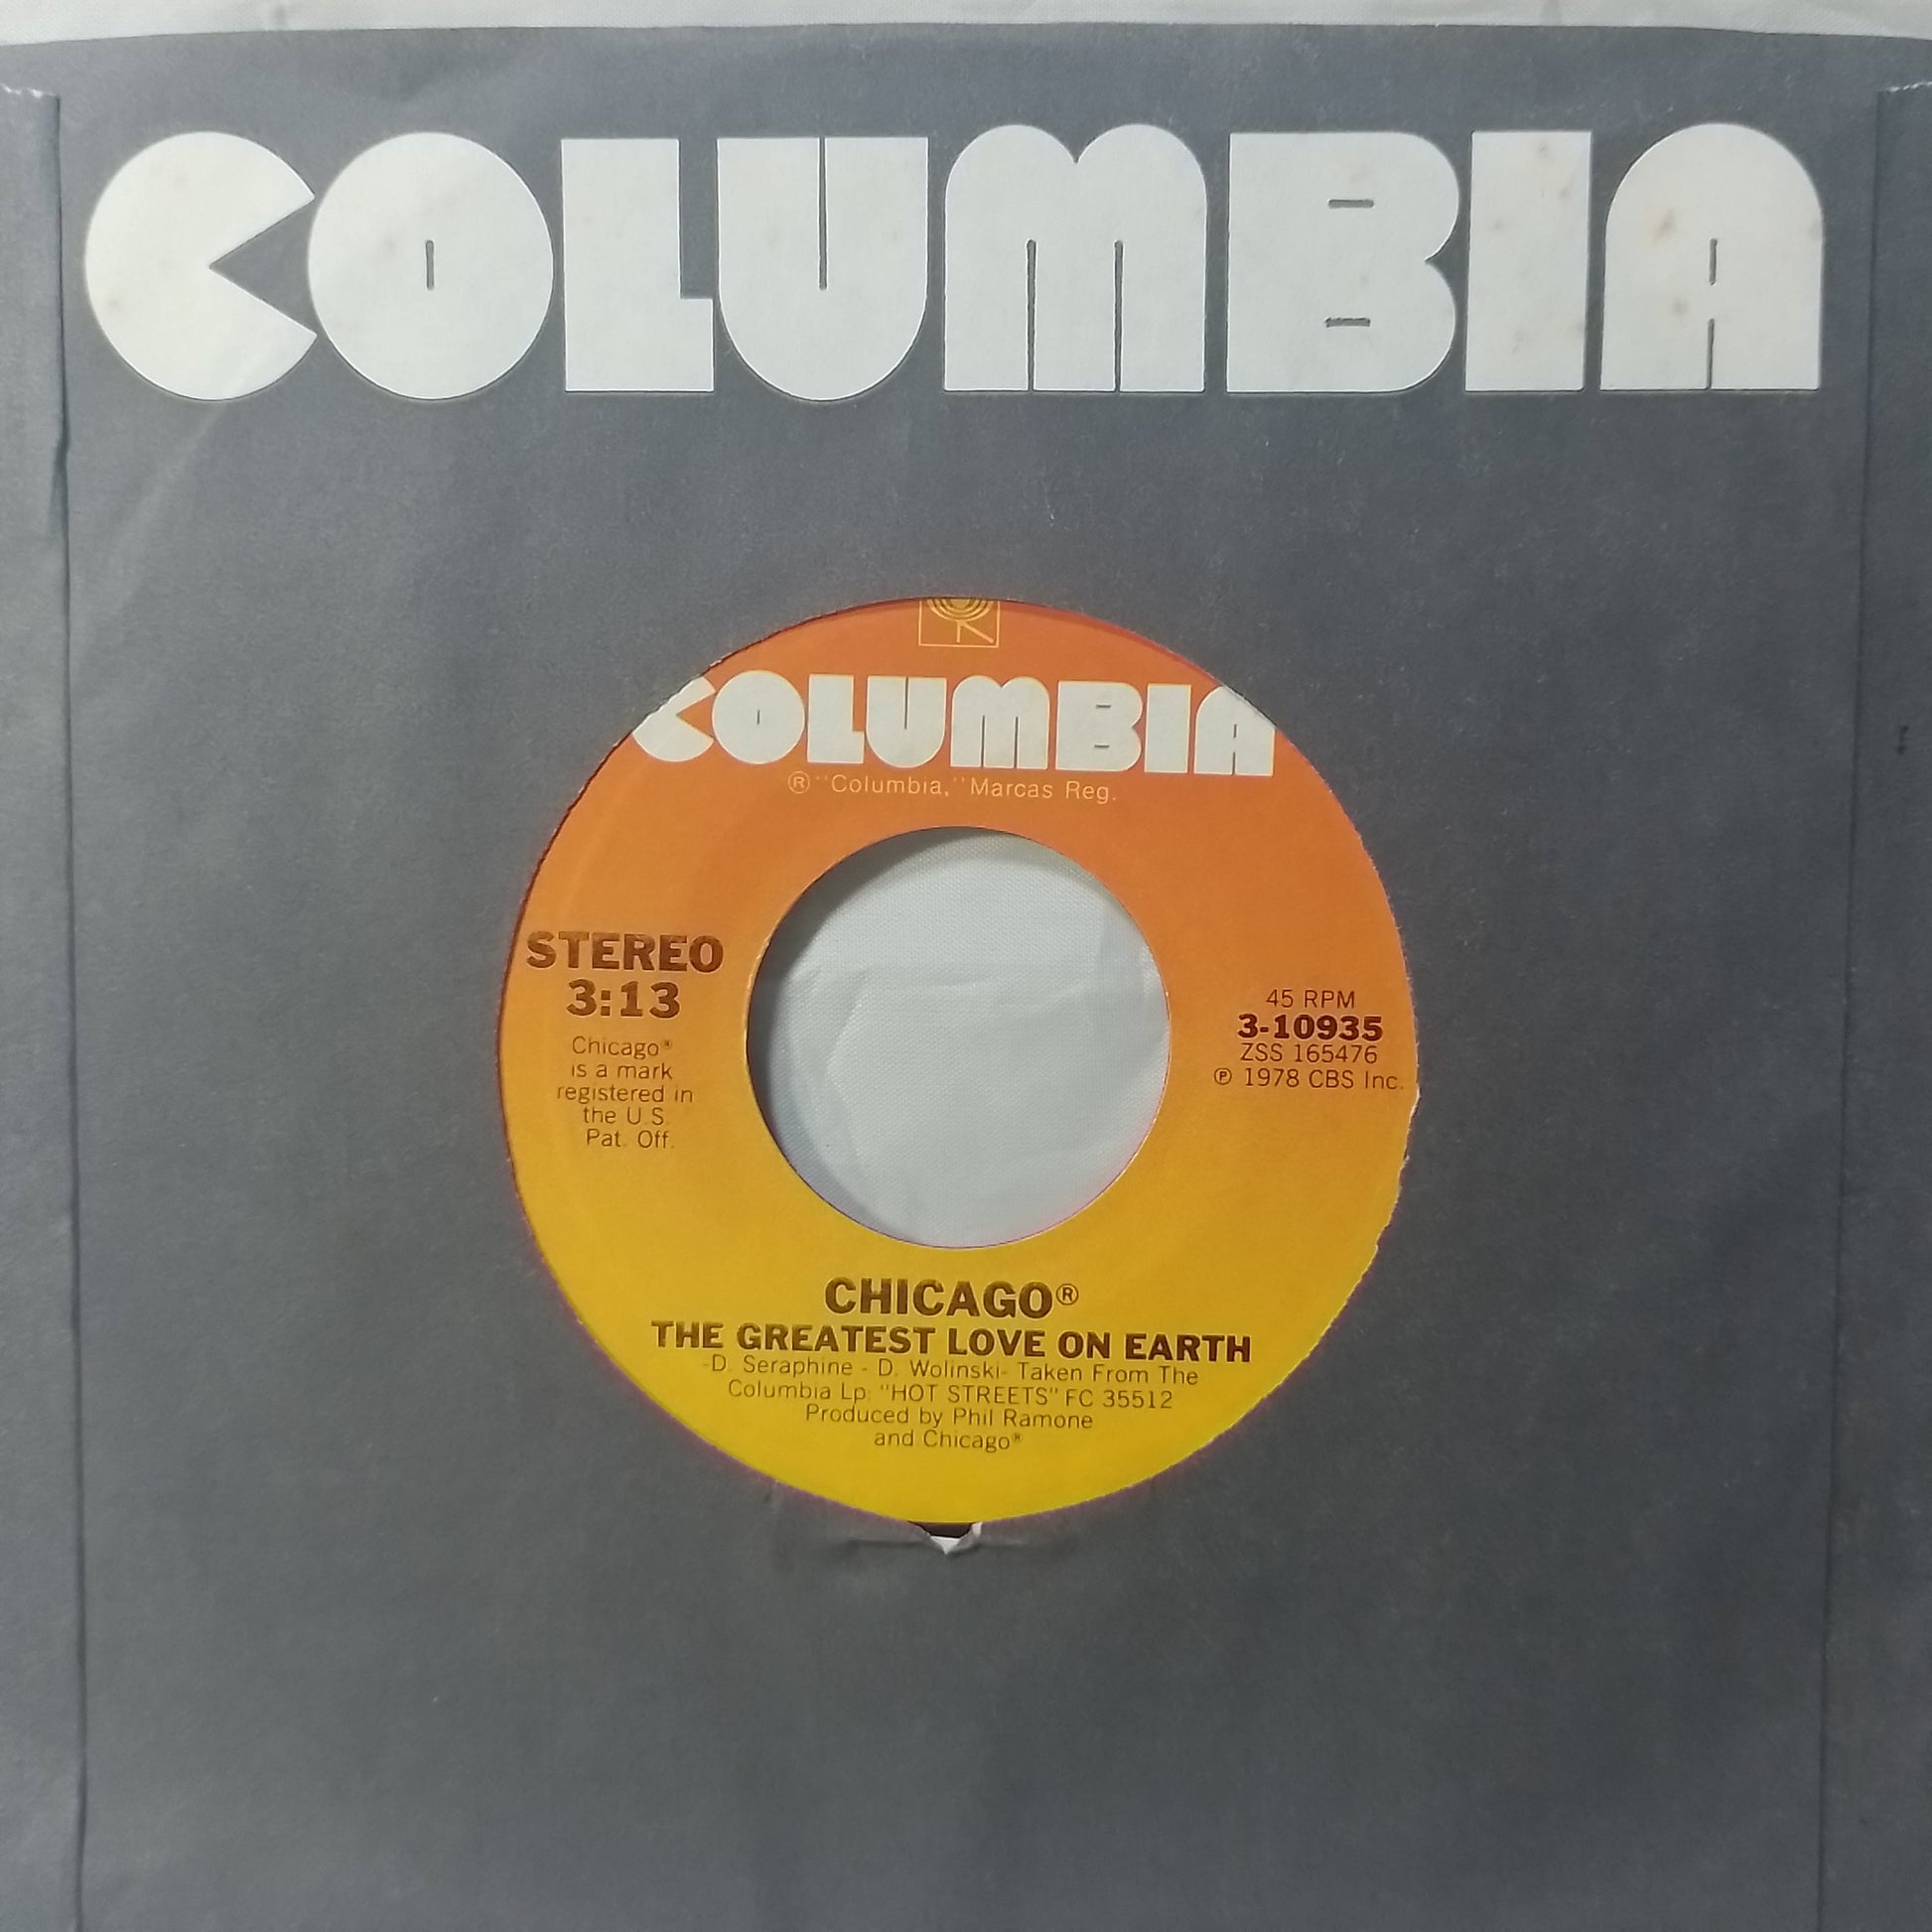 COLUMBIA
COLUMBIA
® "Columbia," Marcas Reg.
STEREO
3:13
Chicago®
is a mark
registered in
the U.S.
Pat. Off.
45 RPM
3-10935
ZSS 165476
℗ 1978 CBS Inc.
CHICAGO®
THE GREATEST LOVE ON EARTH
-D. Seraphine - D. Wolinski- Taken From The
Columbia Lp: "HOT STREETS" FC 35512
Produced by Phil Ramone
and Chicago®